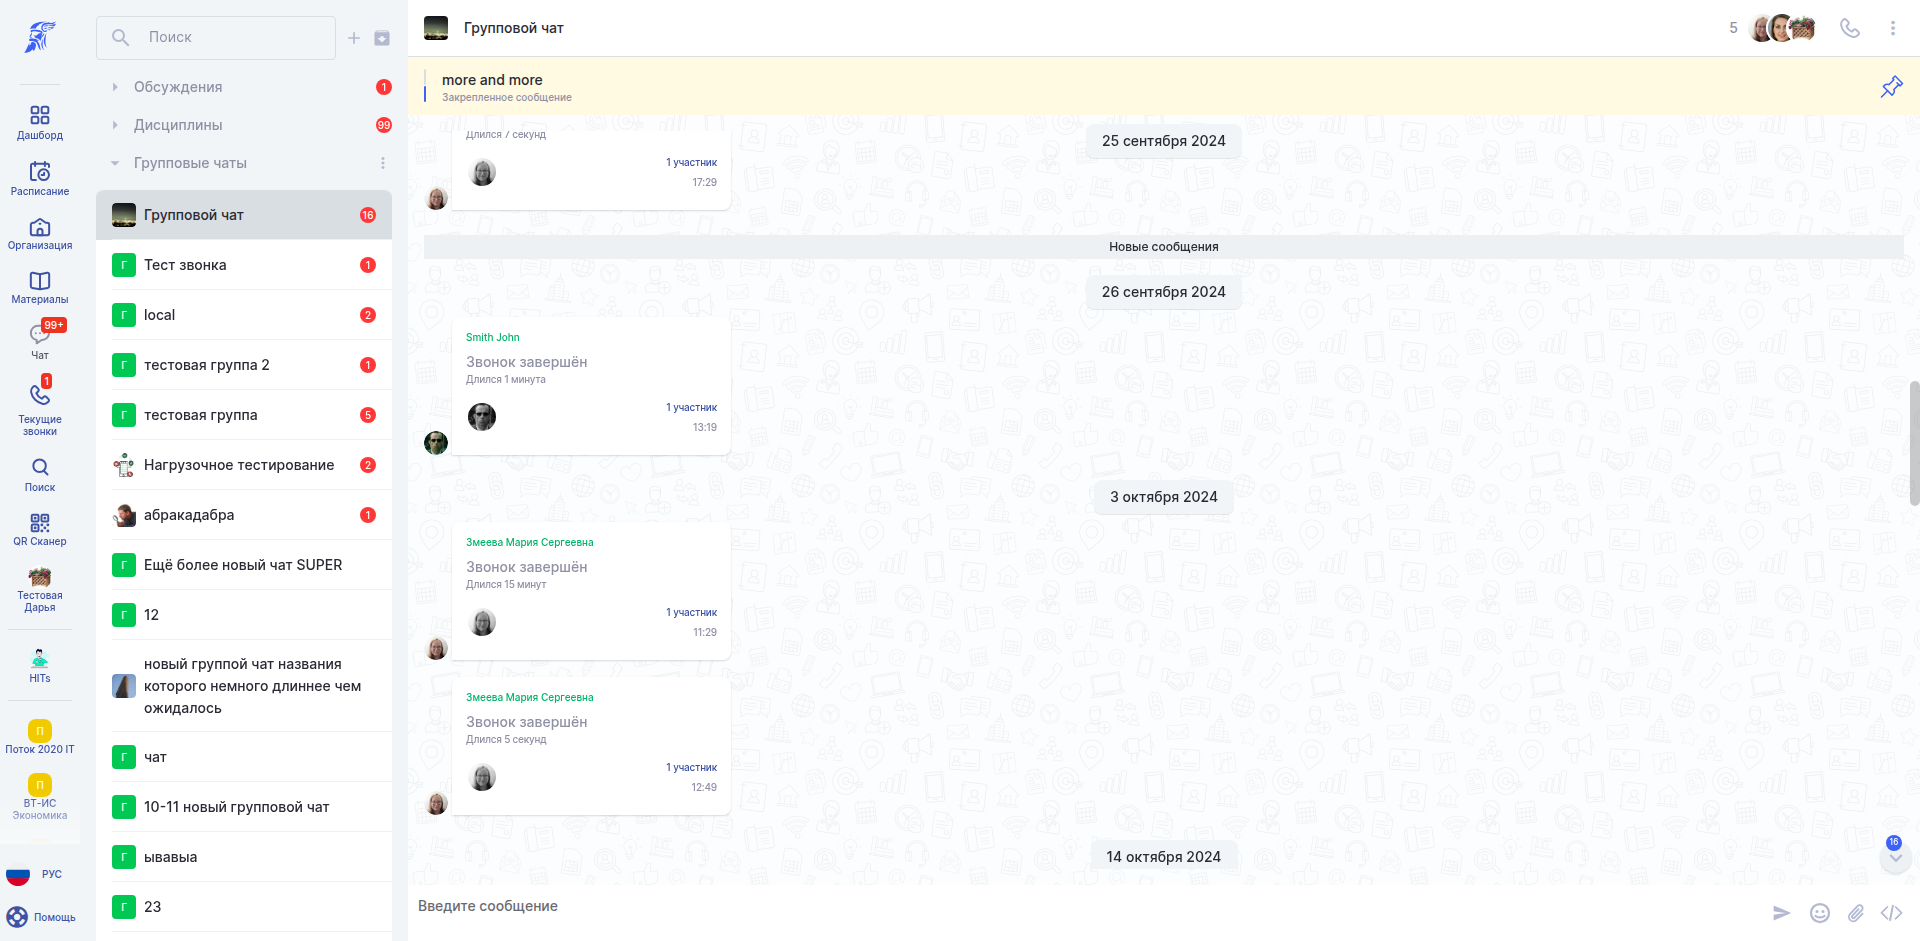 Дашборд
Расписание
Организация
Материалы
99+
Чат
1
Текущие
звонки
Поиск
QR Сканер
Тестовая
Дарья
HITs
П
Поток 2020 IT
П
ВТ-ИС
Экономика
РУС
Помощь
Поиск
Обсуждения
1
Дисциплины
99
Групповые чаты
Групповой чат
16
Г
Тест звонка
1
Г
local
2
Г
тестовая группа 2
1
Г
тестовая группа
5
Нагрузочное тестирование
2
абракадабра
1
Г
Ещё более новый чат SUPER
Г
12
новый группой чат названия
которого немного длиннее чем
ожидалось
Г
чат
Г
10-11 новый групповой чат
Г
ывавыа
Г
23
Групповой чат
5
more and more
Закрепленное сообщение
25 сентября 2024
Длился 7 секунд
1 участник
17:29
Новые сообщения
26 сентября 2024
Smith John
Звонок завершён
Длился 1 минута
1 участник
13:19
3 октября 2024
Змеева Мария Сергеевна
Звонок завершён
Длился 15 минут
1 участник
11:29
Змеева Мария Сергеевна
Звонок завершён
Длился 5 секунд
1 участник
12:49
14 октября 2024
16
Введите сообщение